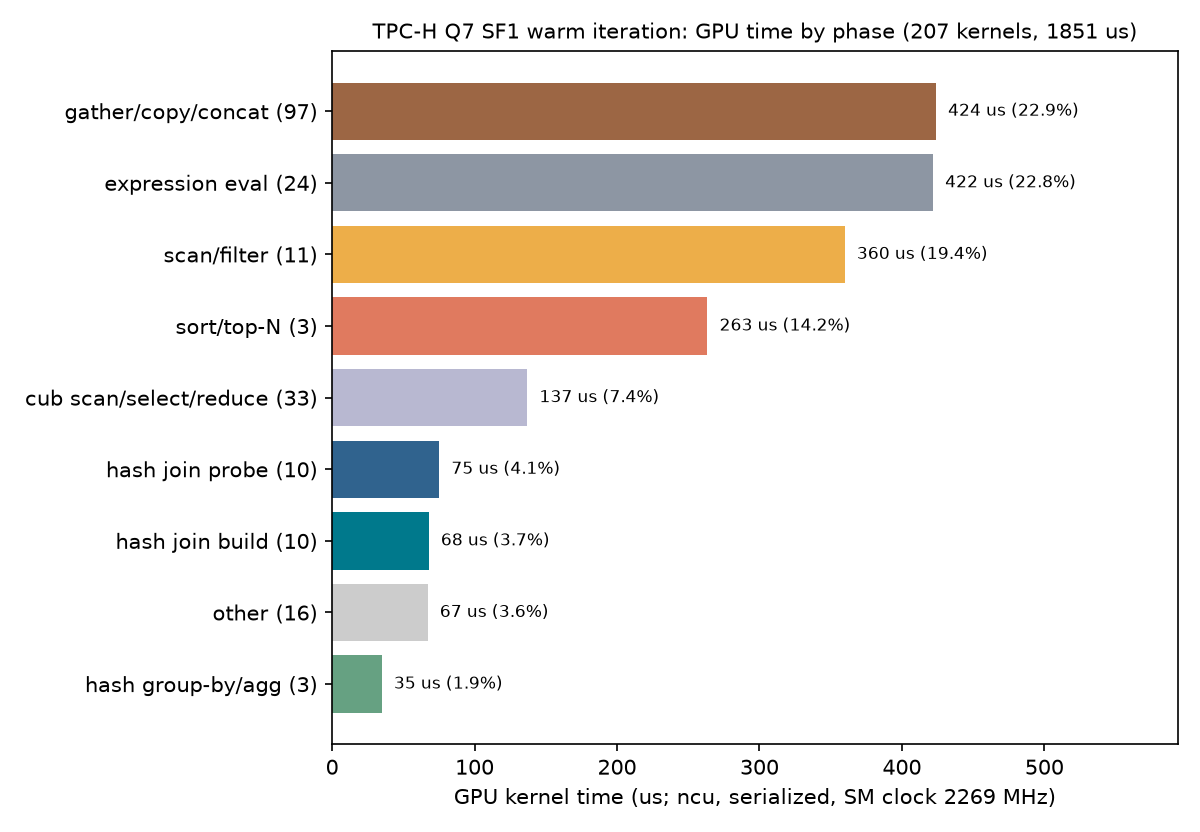 TPC-H Q7 SF1 warm iteration: GPU time by phase (207 kernels, 1851 us)
gather/copy/concat (97) 424 us (22.9%)
expression eval (24) 422 us (22.8%)
scan/filter (11) 360 us (19.4%)
sort/top-N (3) 263 us (14.2%)
cub scan/select/reduce (33) 137 us (7.4%)
hash join probe (10) 75 us (4.1%)
hash join build (10) 68 us (3.7%)
other (16) 67 us (3.6%)
hash group-by/agg (3) 35 us (1.9%)
0 100 200 300 400 500
GPU kernel time (us; ncu, serialized, SM clock 2269 MHz)